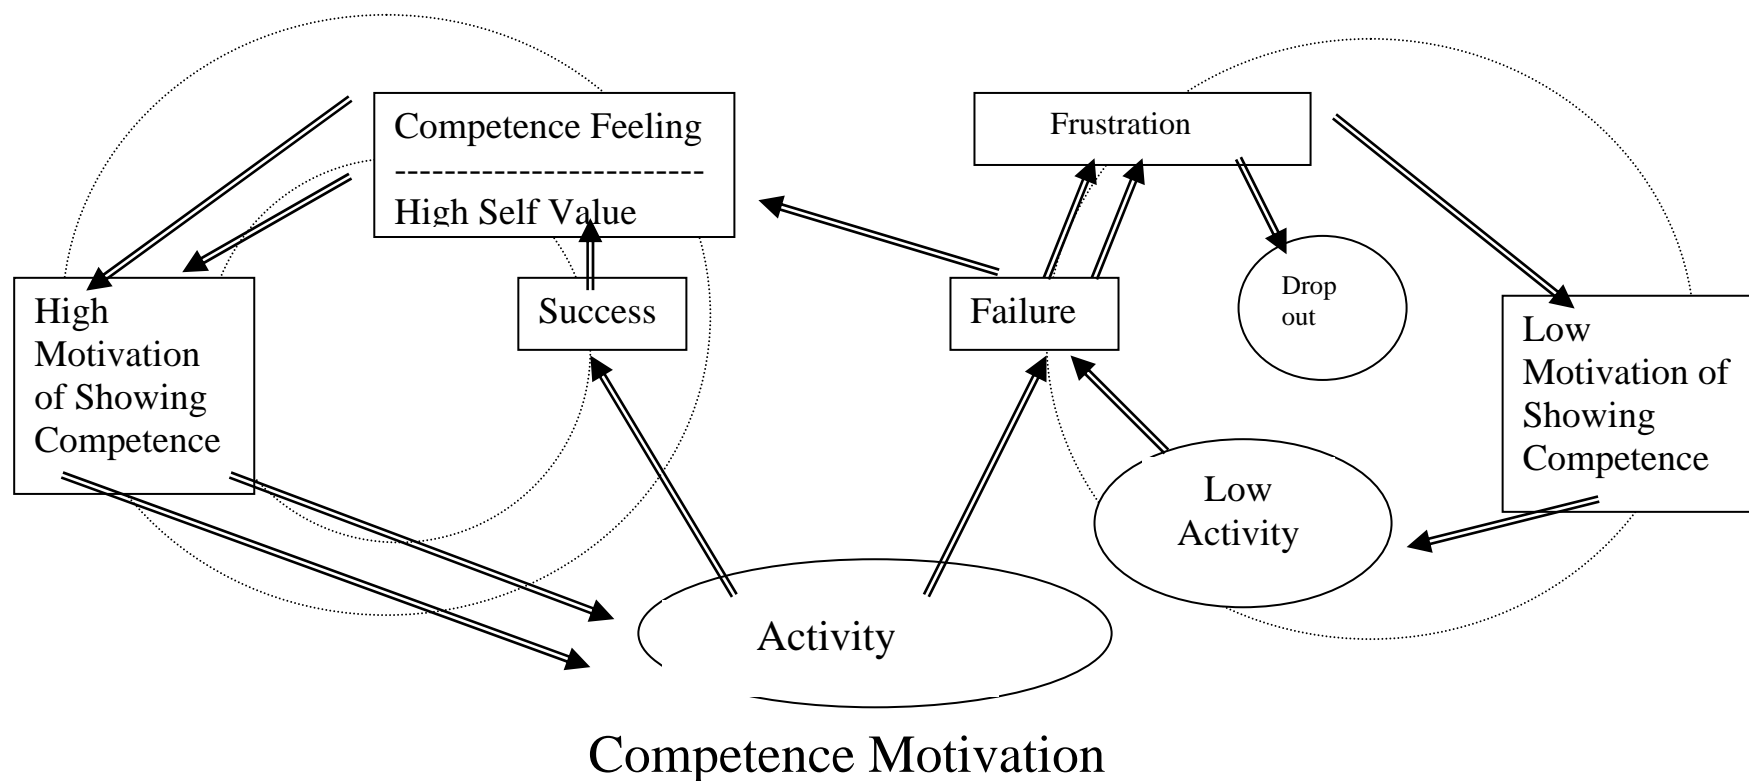 Competence Feeling
--------------------------
High Self Value
Frustration
High
Motivation
of Showing
Competence
Success
Failure
Drop
out
Low
Motivation of
Showing
Competence
Low
Activity
Activity
Competence Motivation